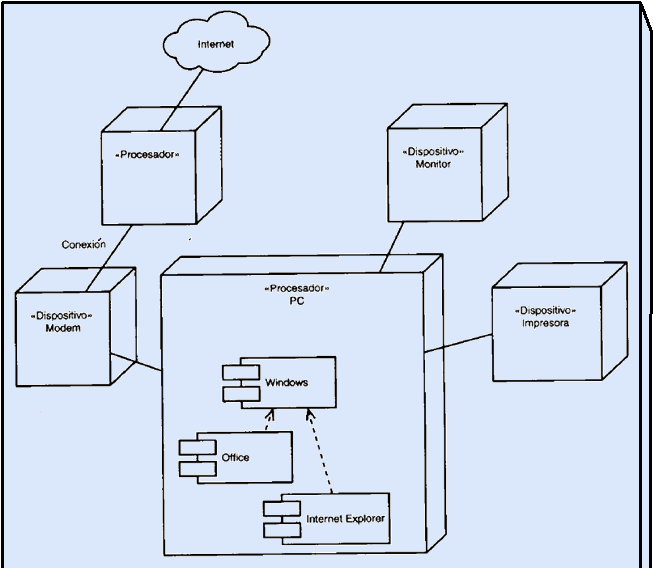 Internet
«Procesador»
«Dispositivo»
Monitor
Conexión
«Dispositivo»
Modem
«Procesador»
PC
«Dispositivo»
Impresora
Windows
Office
Internet Explorer